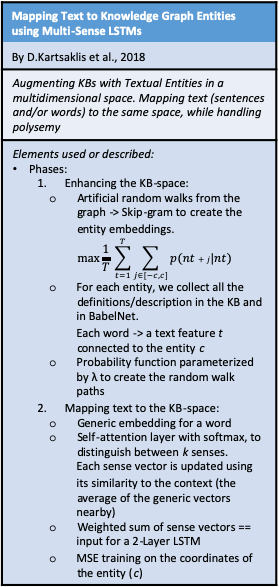 Mapping Text to Knowledge Graph Entities
using Multi-Sense LSTMs
By D.Kartsaklis et al., 2018
Augmenting KBs with Textual Entities in a
multidimensional space. Mapping text (sentences
and/or words) to the same space, while handling
polysemy
Elements used or described:
• Phases:
1. Enhancing the KB-space:
o Artificial random walks from the
graph -> Skip-gram to create the
entity embeddings.
max 1/T ∑_{t=1}^{T} ∑_{j∈[-c,c]} p(nt + j|nt)
o For each entity, we collect all the
definitions/description in the KB and
in BabelNet.
Each word -> a text feature t
connected to the entity c
o Probability function parameterized
by λ to create the random walk
paths
2. Mapping text to the KB-space:
o Generic embedding for a word
o Self-attention layer with softmax, to
distinguish between k senses.
Each sense vector is updated using
its similarity to the context (the
average of the generic vectors
nearby)
o Weighted sum of sense vectors ==
input for a 2-Layer LSTM
o MSE training on the coordinates of
the entity (c)